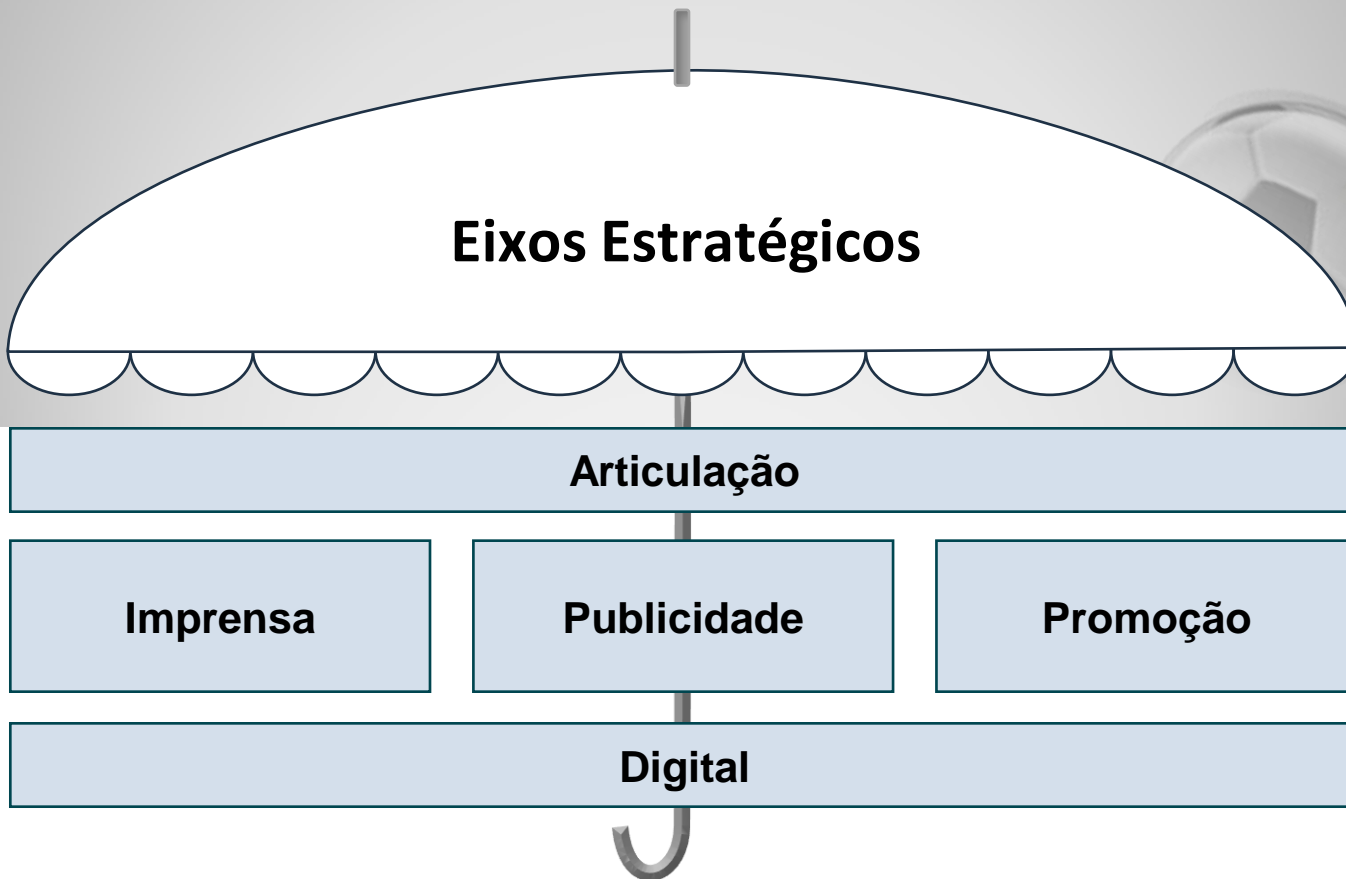 Eixos Estratégicos
Articulação
Imprensa
Publicidade
Promoção
Digital